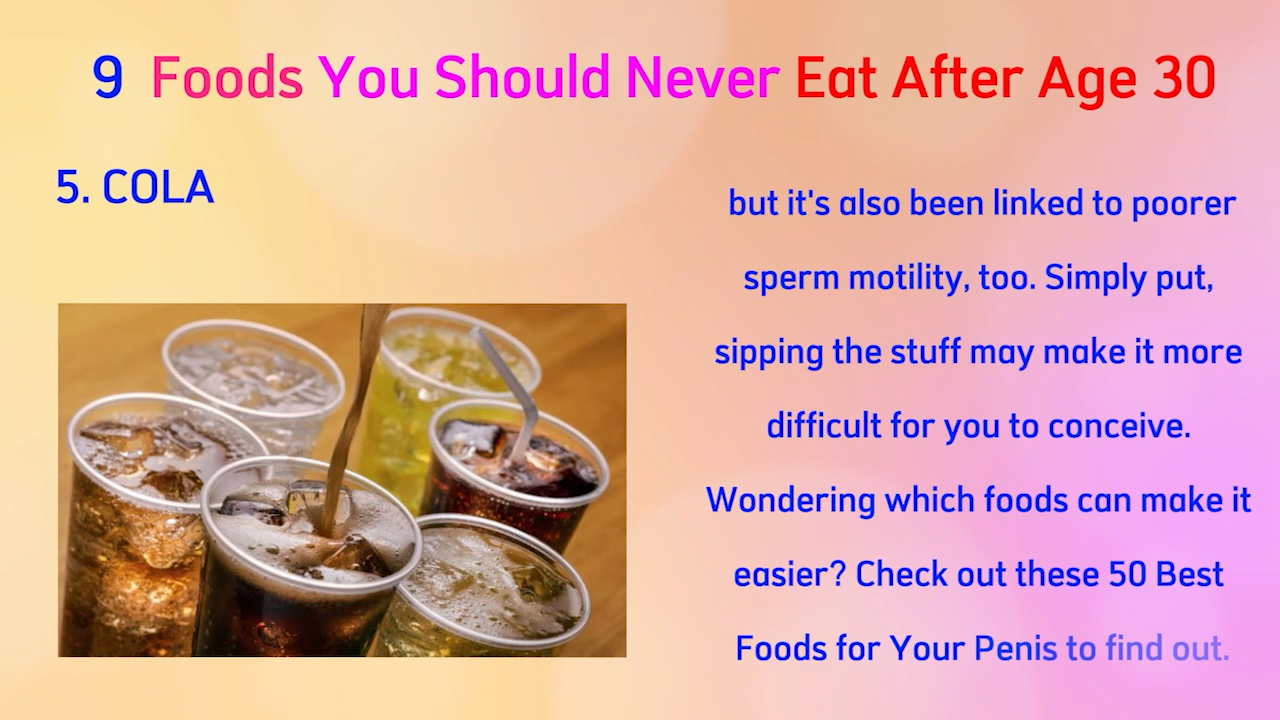 9 Foods You Should Never Eat After Age 30
5. COLA
but it's also been linked to poorer
sperm motility, too. Simply put,
sipping the stuff may make it more
difficult for you to conceive.
Wondering which foods can make it
easier? Check out these 50 Best
Foods for Your Penis to find out.